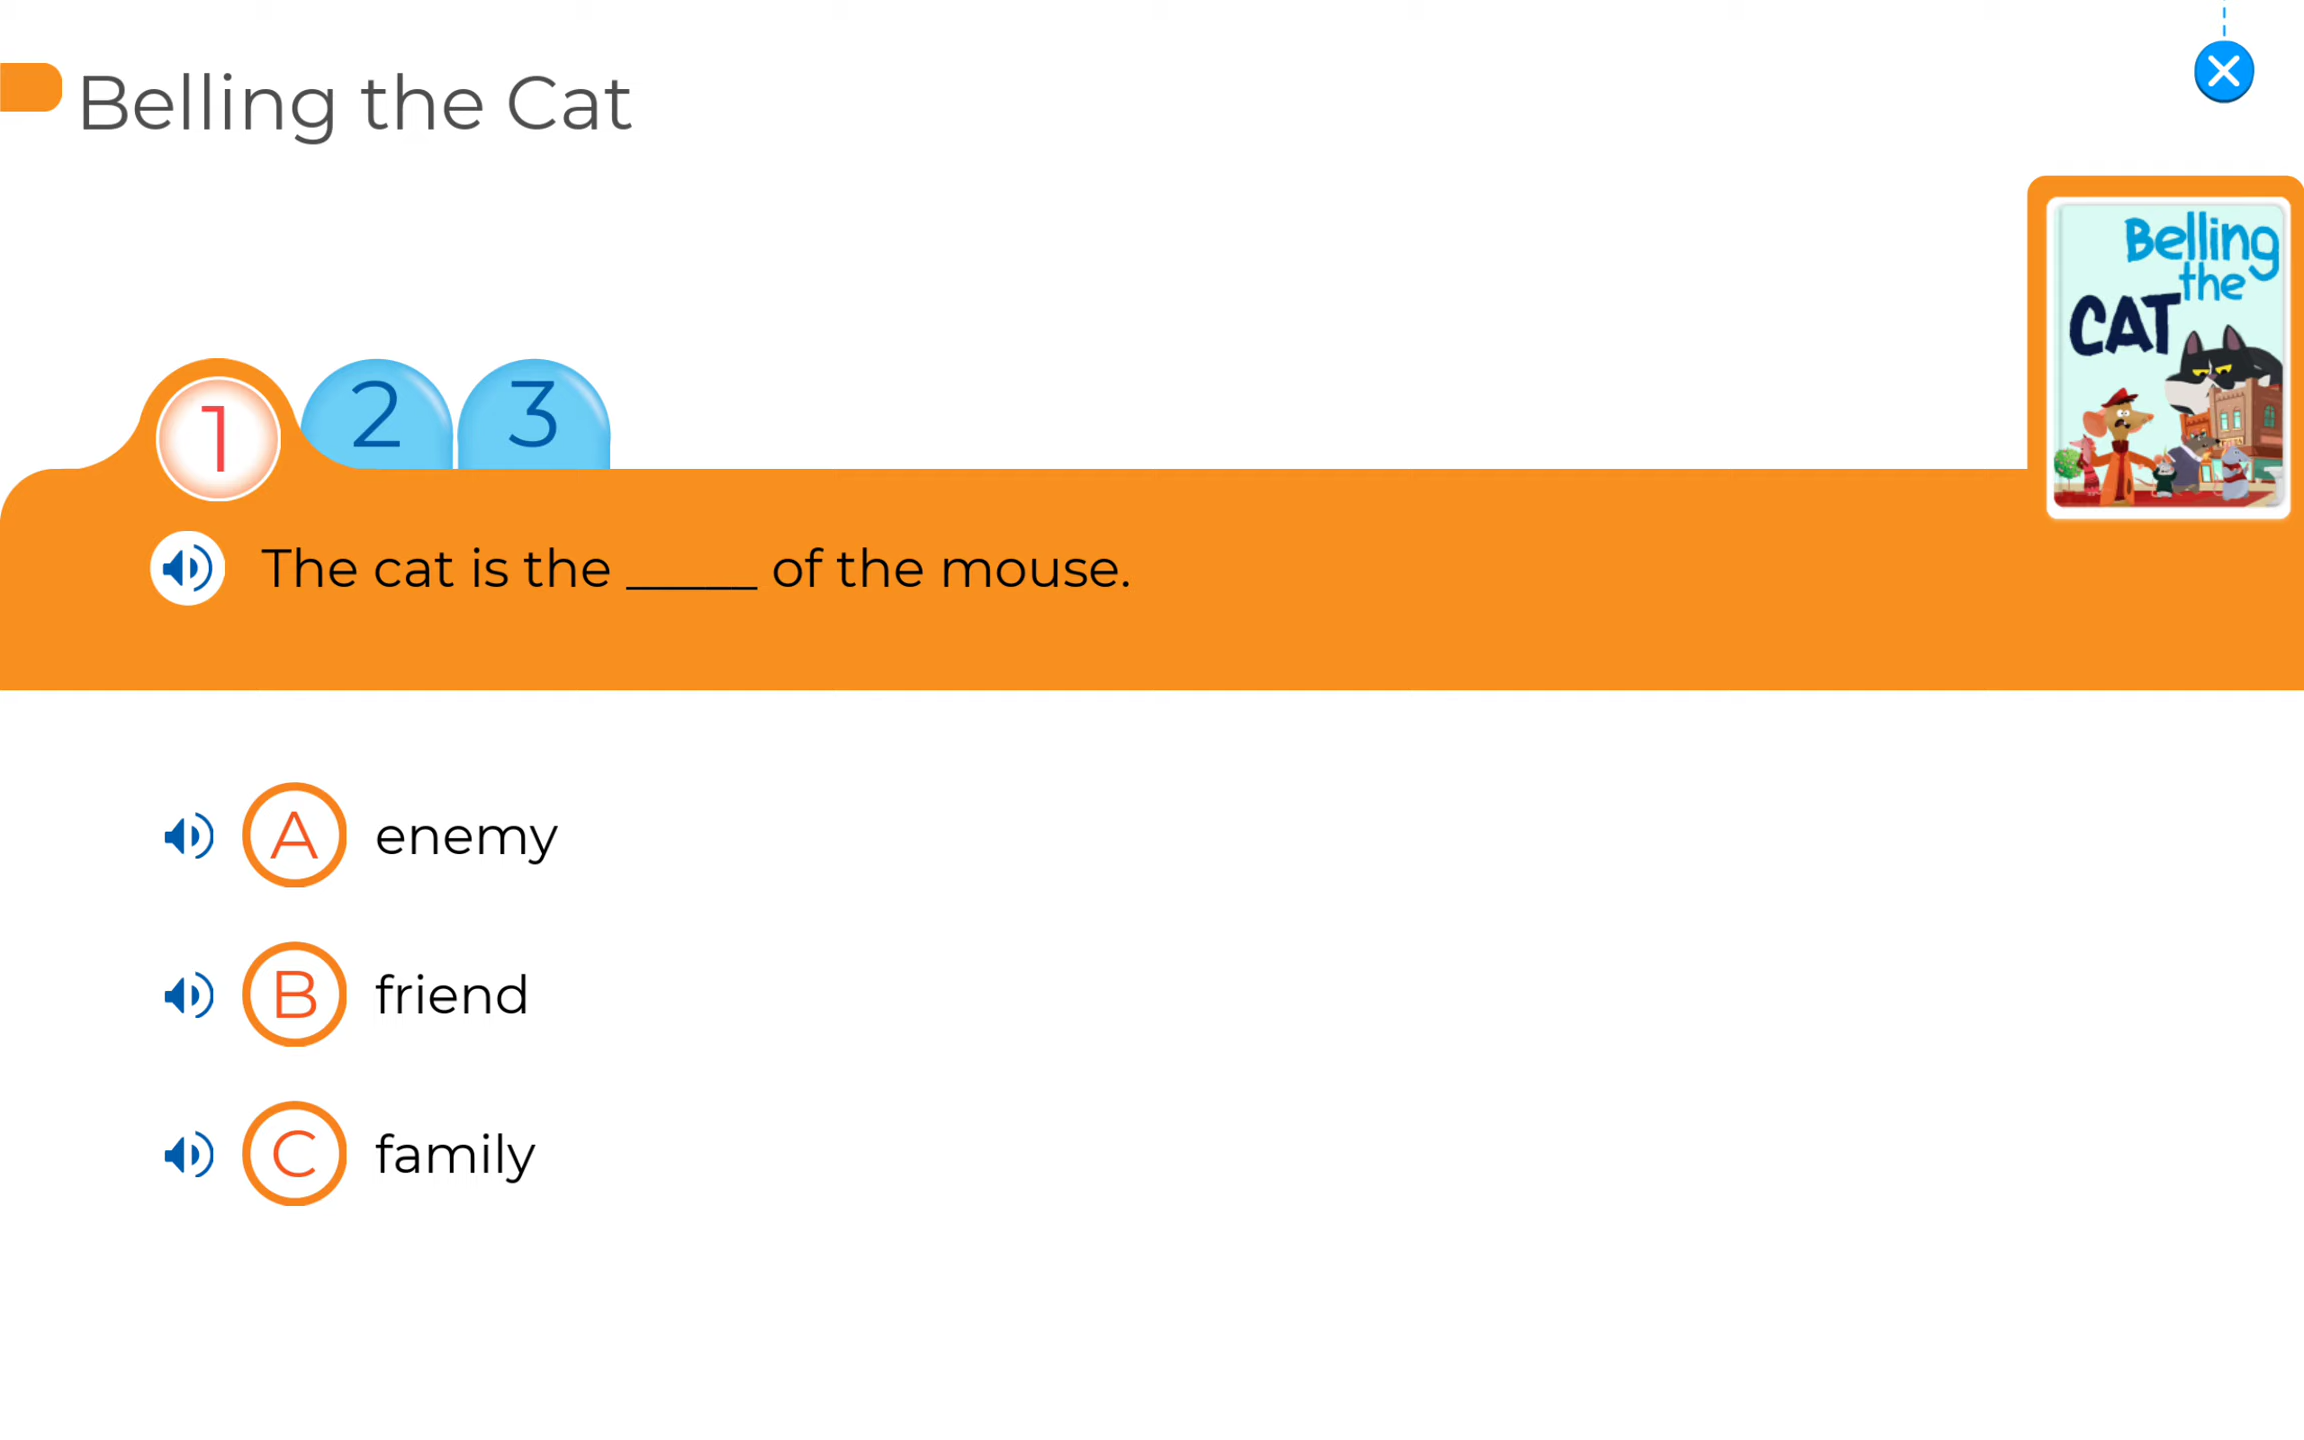 Belling the Cat
Belling
the
CAT
1 2 3
The cat is the _____ of the mouse.
A enemy
B friend
C family